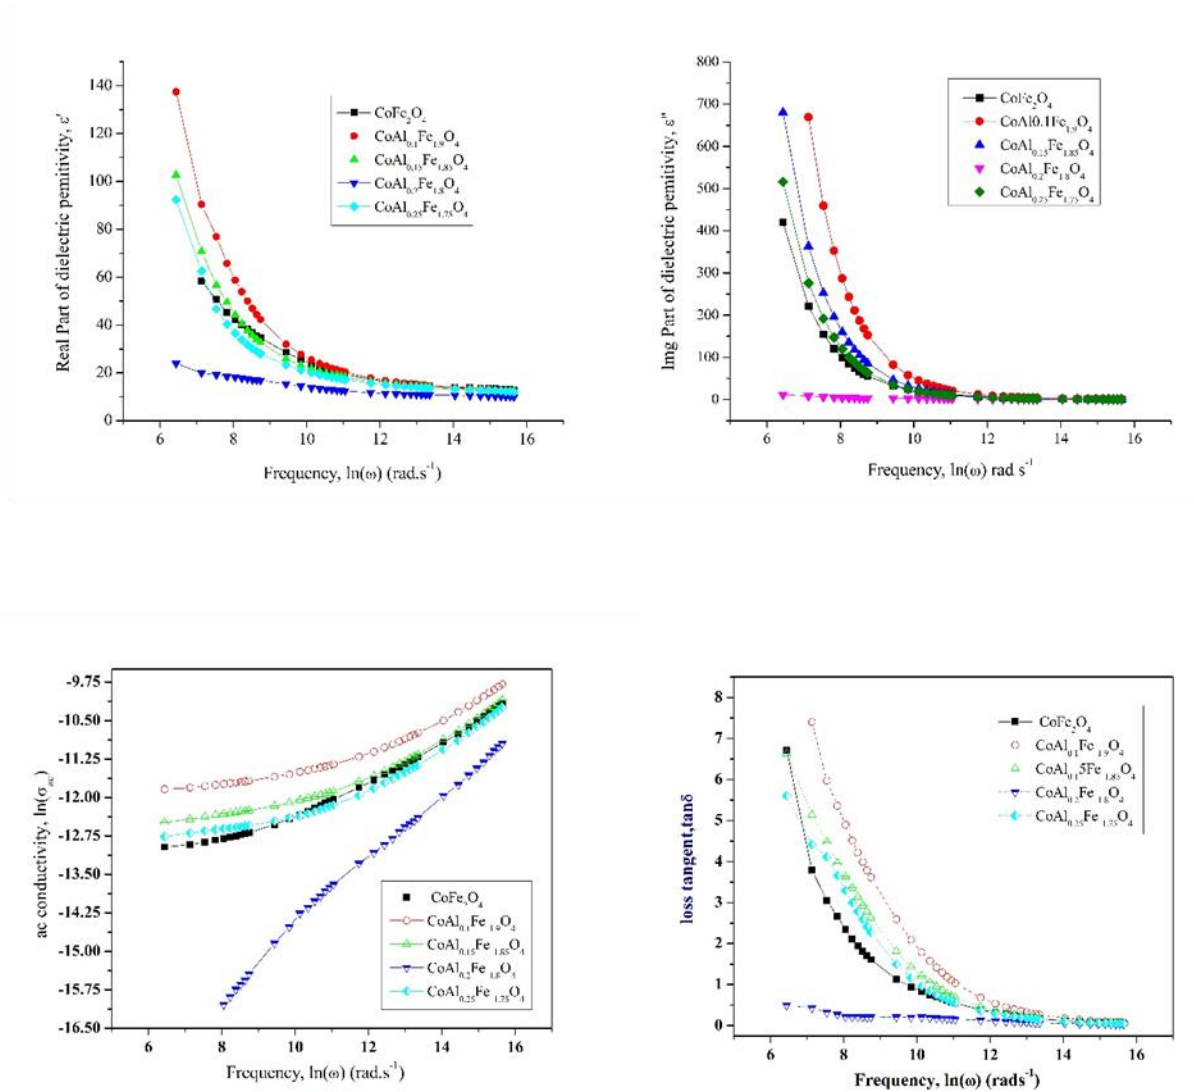 140
120
100
80
60
40
20
0
6 8 10 12 14 16
Real Part of dielectric pemitivity, ε'
Frequency, ln(ω) (rad.s⁻¹)
CoFe₂O₄
CoAl₀.₁Fe₁.₉O₄
CoAl₀.₁₅Fe₁.₈₅O₄
CoAl₀.₂Fe₁.₈O₄
CoAl₀.₂₅Fe₁.₇₅O₄
800
700
600
500
400
300
200
100
0
6 8 10 12 14 16
Img Part of dielectric pemitivity, ε"
Frequency, ln(ω) rad s⁻¹
CoFe₂O₄
CoAl0.1Fe₁.₉O₄
CoAl₀.₁₅Fe₁.₈₅O₄
CoAl₀.₂Fe₁.₈O₄
CoAl₀.₂₅Fe₁.₇₅O₄
-9.75
-10.50
-11.25
-12.00
-12.75
-13.50
-14.25
-15.00
-15.75
-16.50
6 8 10 12 14 16
ac conductivity, ln(σac)
Frequency, ln(ω) (rad.s⁻¹)
CoFe₂O₄
CoAl₀.₁Fe₁.₉O₄
CoAl₀.₁₅Fe₁.₈₅O₄
CoAl₀.₂Fe₁.₈O₄
CoAl₀.₂₅Fe₁.₇₅O₄
8
7
6
5
4
3
2
1
0
6 8 10 12 14 16
loss tangent,tanδ
Frequency, ln(ω) (rads⁻¹)
CoFe₂O₄
CoAl₀.₁Fe₁.₉O₄
CoAl₀.₁5Fe₁.₈₅O₄
CoAl₀.₂Fe₁.₈O₄
CoAl₀.₂₅Fe₁.₇₅O₄